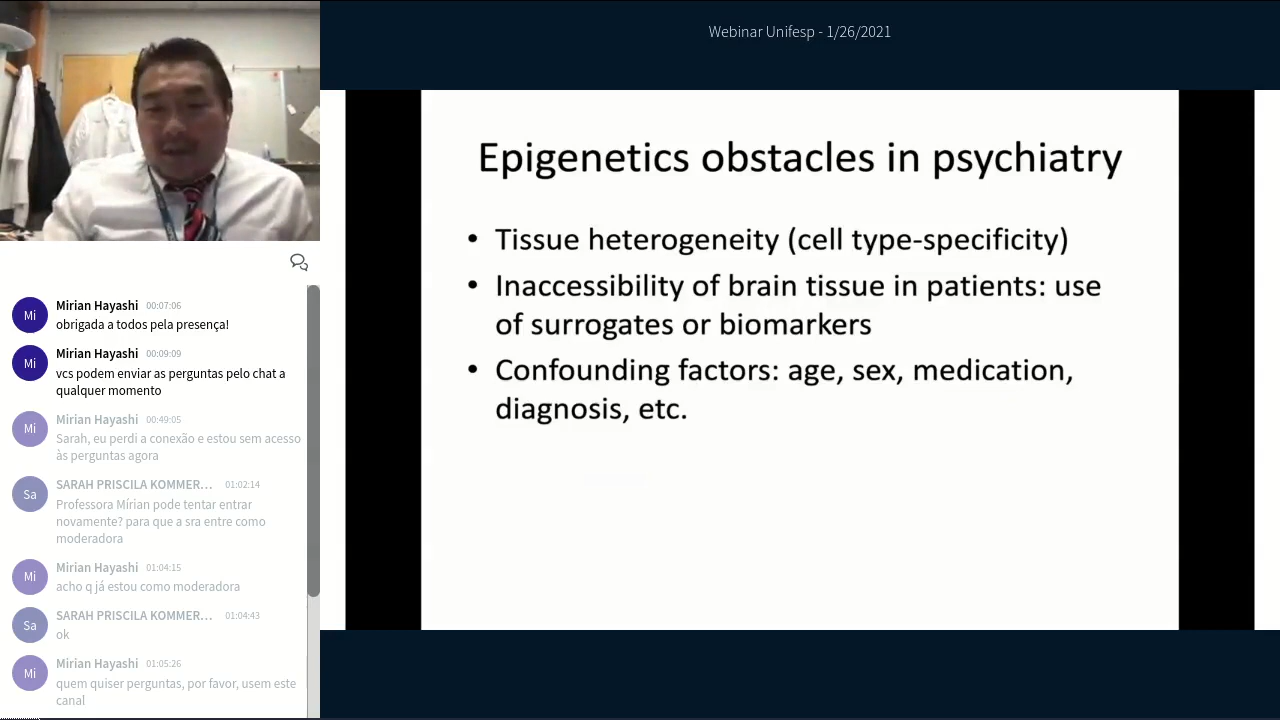 Webinar Unifesp - 1/26/2021
Epigenetics obstacles in psychiatry
• Tissue heterogeneity (cell type-specificity)
• Inaccessibility of brain tissue in patients: use
of surrogates or biomarkers
• Confounding factors: age, sex, medication,
diagnosis, etc.
Mi
Mirian Hayashi 00:07:06
obrigada a todos pela presença!
Mi
Mirian Hayashi 00:09:09
vcs podem enviar as perguntas pelo chat a
qualquer momento
Mi
Mirian Hayashi 00:49:05
Sarah, eu perdi a conexão e estou sem acesso
às perguntas agora
Sa
SARAH PRISCILA KOMMER... 01:02:14
Professora Mírian pode tentar entrar
novamente? para que a sra entre como
moderadora
Mi
Mirian Hayashi 01:04:15
acho q já estou como moderadora
Sa
SARAH PRISCILA KOMMER... 01:04:43
ok
Mi
Mirian Hayashi 01:05:26
quem quiser perguntas, por favor, usem este
canal